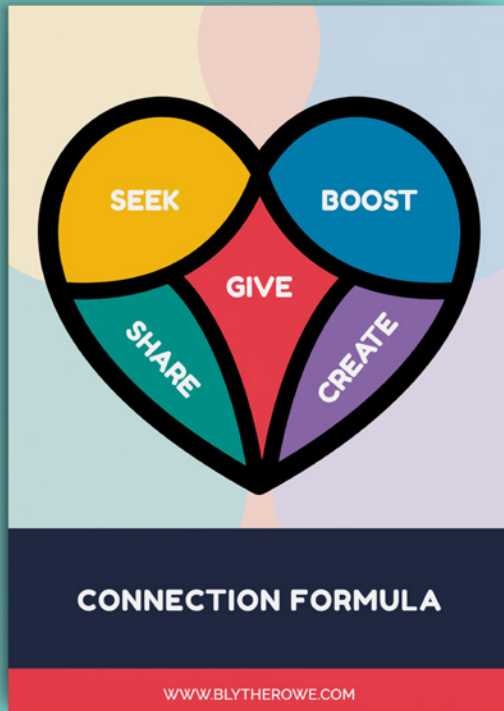 SEEK
BOOST
GIVE
SHARE
CREATE
CONNECTION FORMULA
WWW.BLYTHEROWE.COM